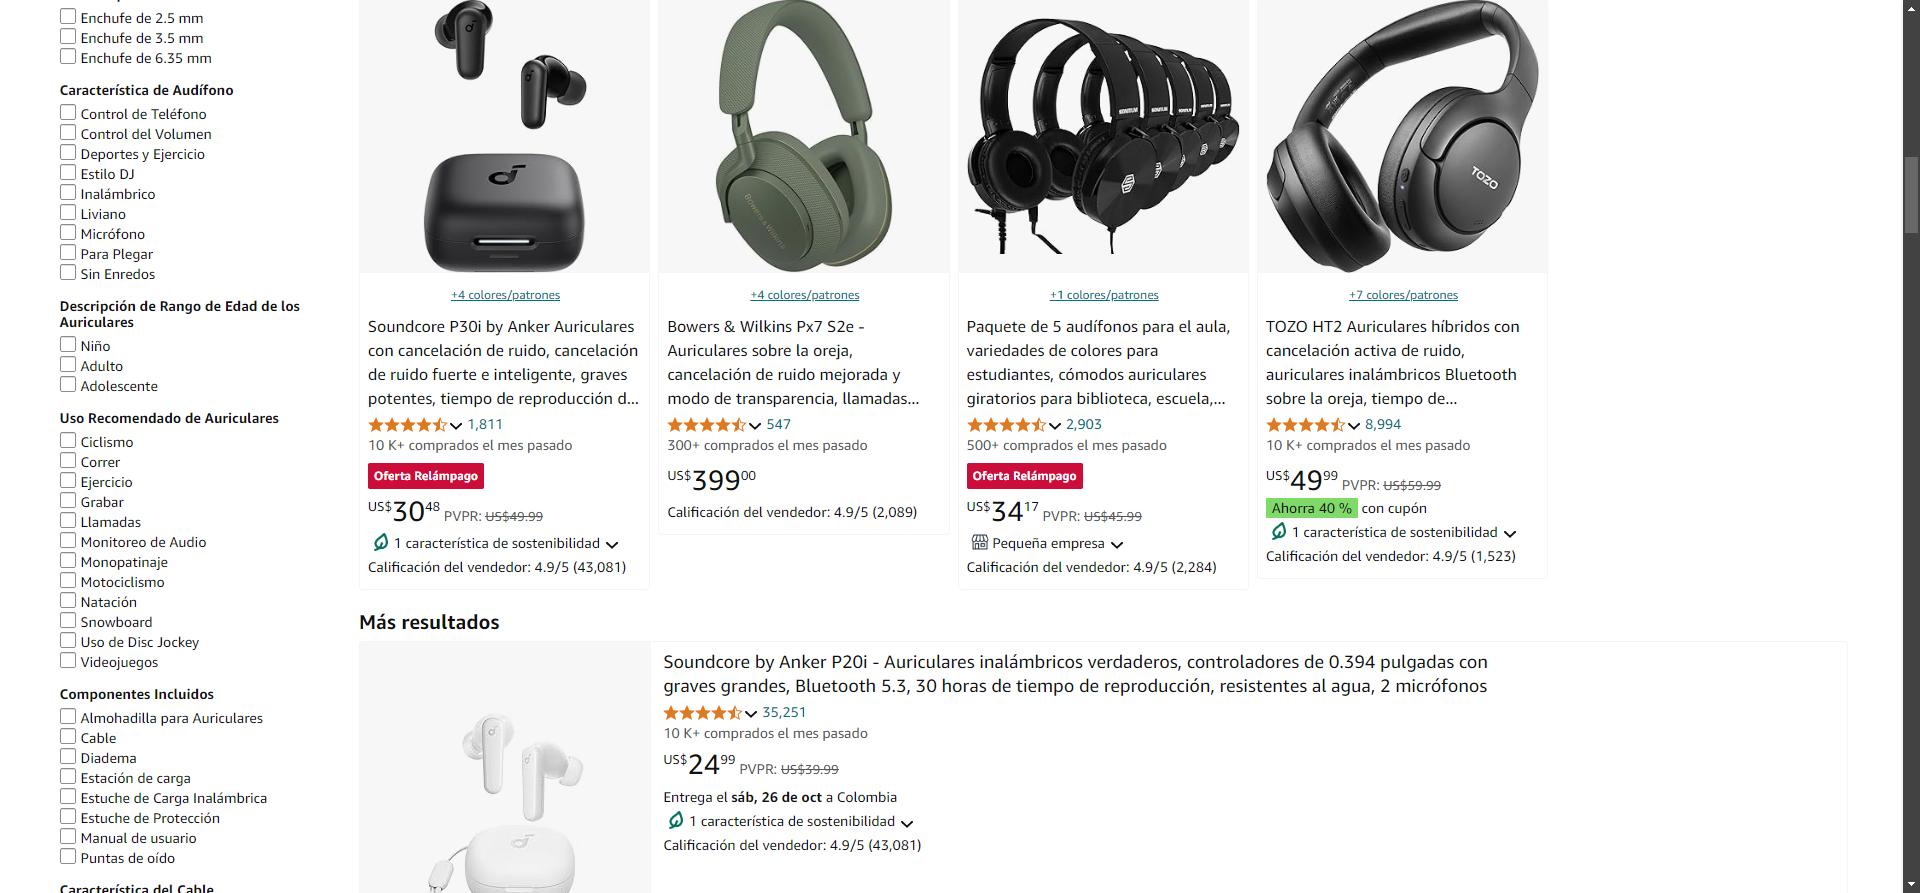 Enchufe de 2.5 mm
Enchufe de 3.5 mm
Enchufe de 6.35 mm
Característica de Audífono
Control de Teléfono
Control del Volumen
Deportes y Ejercicio
Estilo DJ
Inalámbrico
Liviano
Micrófono
Para Plegar
Sin Enredos
Descripción de Rango de Edad de los
Auriculares
Niño
Adulto
Adolescente
Uso Recomendado de Auriculares
Ciclismo
Correr
Ejercicio
Grabar
Llamadas
Monitoreo de Audio
Monopatinaje
Motociclismo
Natación
Snowboard
Uso de Disc Jockey
Videojuegos
Componentes Incluidos
Almohadilla para Auriculares
Cable
Diadema
Estación de carga
Estuche de Carga Inalámbrica
Estuche de Protección
Manual de usuario
Puntas de oído
Característica del Cable
+4 colores/patrones
Soundcore P30i by Anker Auriculares
con cancelación de ruido, cancelación
de ruido fuerte e inteligente, graves
potentes, tiempo de reproducción d...
1,811
10 K+ comprados el mes pasado
Oferta Relámpago
US$3048 PVPR: US$49.99
1 característica de sostenibilidad
Calificación del vendedor: 4.9/5 (43,081)
Bowers & Wilkins
+4 colores/patrones
Bowers & Wilkins Px7 S2e -
Auriculares sobre la oreja,
cancelación de ruido mejorada y
modo de transparencia, llamadas...
547
300+ comprados el mes pasado
US$39900
Calificación del vendedor: 4.9/5 (2,089)
+1 colores/patrones
Paquete de 5 audífonos para el aula,
variedades de colores para
estudiantes, cómodos auriculares
giratorios para biblioteca, escuela,...
2,903
500+ comprados el mes pasado
Oferta Relámpago
US$3417 PVPR: US$45.99
Pequeña empresa
Calificación del vendedor: 4.9/5 (2,284)
TOZO
+7 colores/patrones
TOZO HT2 Auriculares híbridos con
cancelación activa de ruido,
auriculares inalámbricos Bluetooth
sobre la oreja, tiempo de...
8,994
10 K+ comprados el mes pasado
US$4999 PVPR: US$59.99
Ahorra 40 % con cupón
1 característica de sostenibilidad
Calificación del vendedor: 4.9/5 (1,523)
Más resultados
Soundcore by Anker P20i - Auriculares inalámbricos verdaderos, controladores de 0.394 pulgadas con
graves grandes, Bluetooth 5.3, 30 horas de tiempo de reproducción, resistentes al agua, 2 micrófonos
35,251
10 K+ comprados el mes pasado
US$2499 PVPR: US$39.99
Entrega el sáb, 26 de oct a Colombia
1 característica de sostenibilidad
Calificación del vendedor: 4.9/5 (43,081)